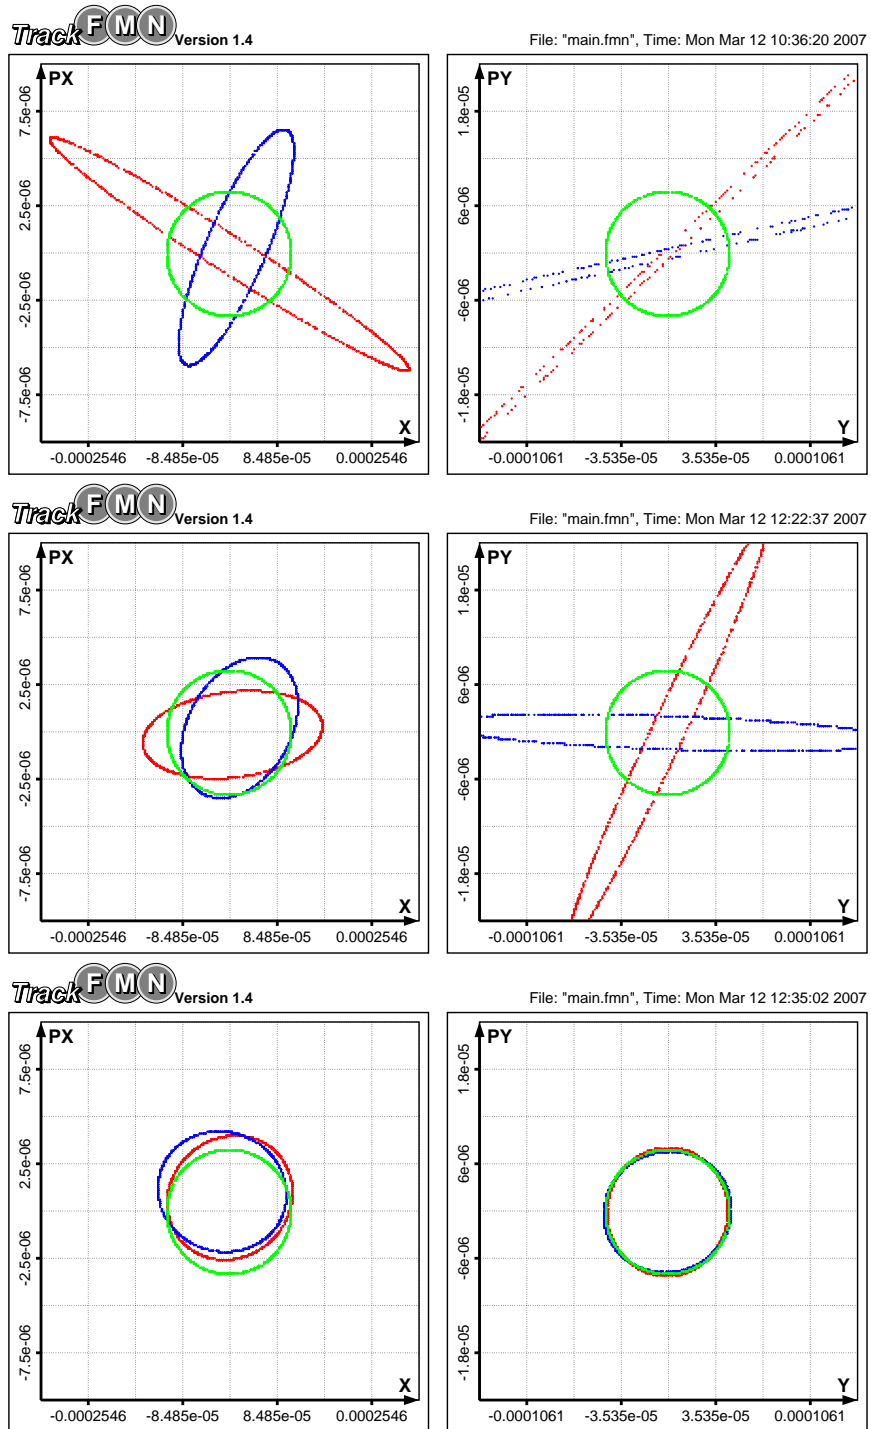 Track F M N Version 1.4 File: "main.fmn", Time: Mon Mar 12 10:36:20 2007
PX
7.5e-06
2.5e-06
-2.5e-06
-7.5e-06
X
-0.0002546 -8.485e-05 8.485e-05 0.0002546
PY
1.8e-05
6e-06
-6e-06
-1.8e-05
Y
-0.0001061 -3.535e-05 3.535e-05 0.0001061
Track F M N Version 1.4 File: "main.fmn", Time: Mon Mar 12 12:22:37 2007
PX
7.5e-06
2.5e-06
-2.5e-06
-7.5e-06
X
-0.0002546 -8.485e-05 8.485e-05 0.0002546
PY
1.8e-05
6e-06
-6e-06
-1.8e-05
Y
-0.0001061 -3.535e-05 3.535e-05 0.0001061
Track F M N Version 1.4 File: "main.fmn", Time: Mon Mar 12 12:35:02 2007
PX
7.5e-06
2.5e-06
-2.5e-06
-7.5e-06
X
-0.0002546 -8.485e-05 8.485e-05 0.0002546
PY
1.8e-05
6e-06
-6e-06
-1.8e-05
Y
-0.0001061 -3.535e-05 3.535e-05 0.0001061